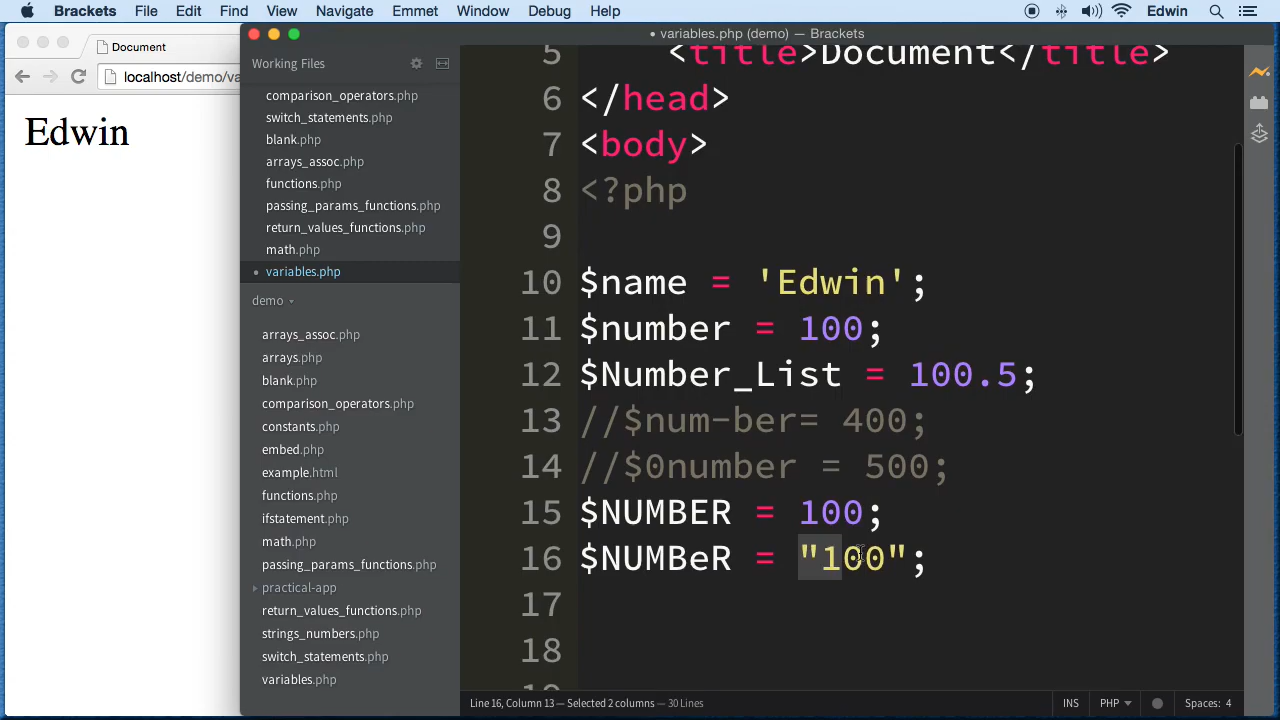 Brackets File Edit Find View Navigate Emmet Window Debug Help Edwin
Document
localhost/demo/va
Edwin
• variables.php (demo) — Brackets
Working Files
comparison_operators.php
switch_statements.php
blank.php
arrays_assoc.php
functions.php
passing_params_functions.php
return_values_functions.php
math.php
variables.php
demo
arrays_assoc.php
arrays.php
blank.php
comparison_operators.php
constants.php
embed.php
example.html
functions.php
ifstatement.php
math.php
passing_params_functions.php
practical-app
return_values_functions.php
strings_numbers.php
switch_statements.php
variables.php
5 <title>Document</title>
6 </head>
7 <body>
8 <?php
9
10 $name = 'Edwin';
11 $number = 100;
12 $Number_List = 100.5;
13 //$num-ber= 400;
14 //$0number = 500;
15 $NUMBER = 100;
16 $NUMBeR = "100";
17
18
Line 16, Column 13 — Selected 2 columns — 30 Lines
INS PHP Spaces: 4